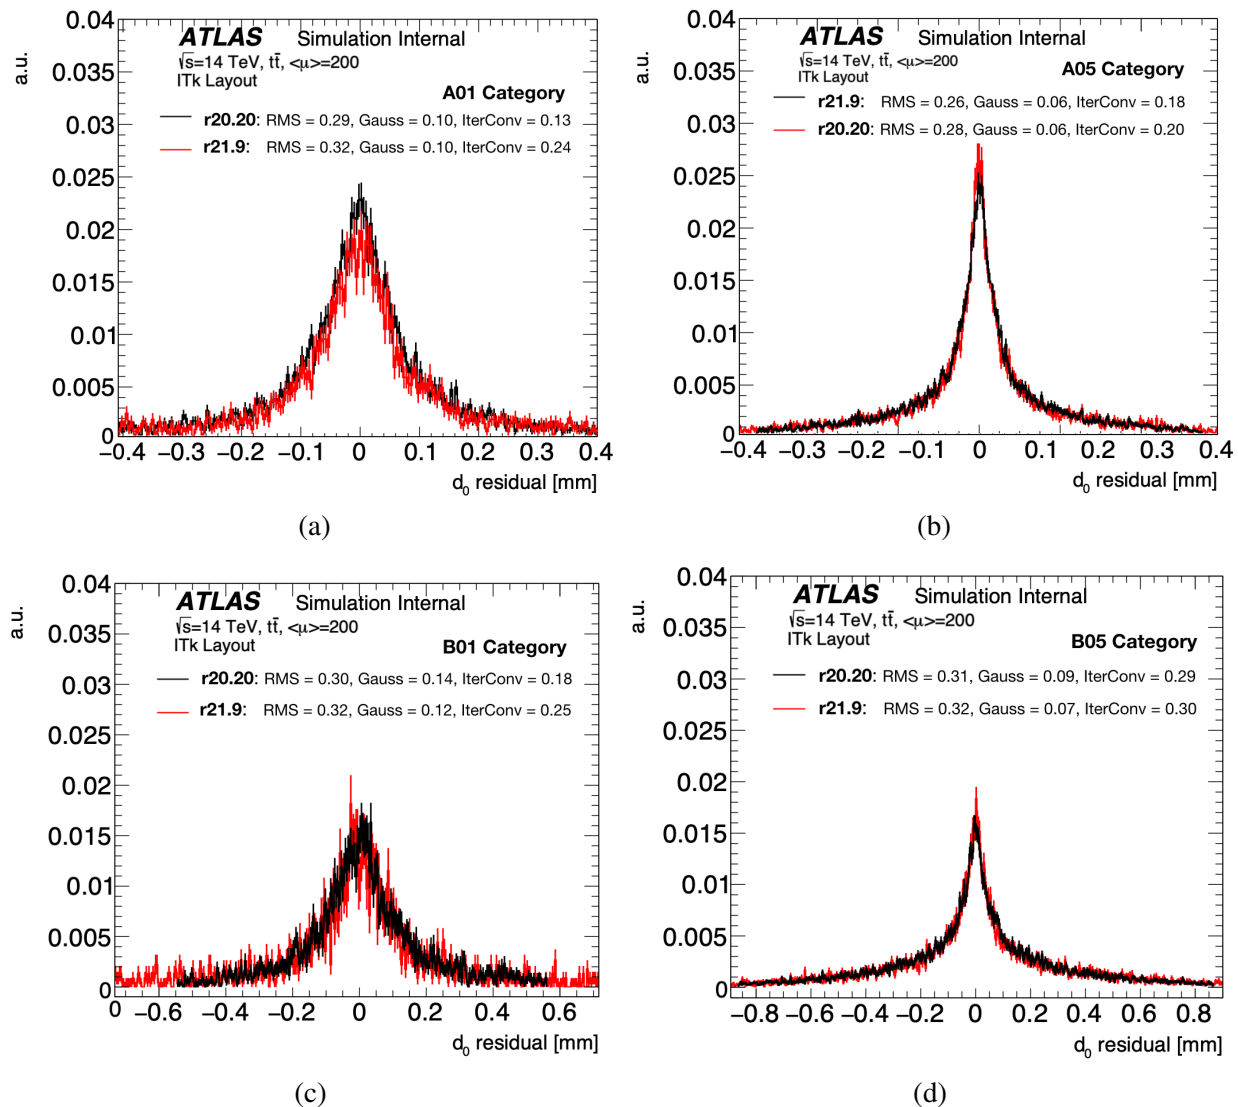 ATLAS Simulation Internal
√s=14 TeV, tt̄, <μ>=200
ITk Layout
A01 Category
r20.20: RMS = 0.29, Gauss = 0.10, IterConv = 0.13
r21.9: RMS = 0.32, Gauss = 0.10, IterConv = 0.24
a.u.
0.04
0.035
0.03
0.025
0.02
0.015
0.01
0.005
0
−0.4 −0.3 −0.2 −0.1 0 0.1 0.2 0.3 0.4
d0 residual [mm]
(a)
ATLAS Simulation Internal
√s=14 TeV, tt̄, <μ>=200
ITk Layout
A05 Category
r21.9: RMS = 0.26, Gauss = 0.06, IterConv = 0.18
r20.20: RMS = 0.28, Gauss = 0.06, IterConv = 0.20
a.u.
0.04
0.035
0.03
0.025
0.02
0.015
0.01
0.005
0
−0.4 −0.3 −0.2 −0.1 0 0.1 0.2 0.3 0.4
d0 residual [mm]
(b)
ATLAS Simulation Internal
√s=14 TeV, tt̄, <μ>=200
ITk Layout
B01 Category
r20.20: RMS = 0.30, Gauss = 0.14, IterConv = 0.18
r21.9: RMS = 0.32, Gauss = 0.12, IterConv = 0.25
a.u.
0.04
0.035
0.03
0.025
0.02
0.015
0.01
0.005
0
0 −0.6 −0.4 −0.2 0 0.2 0.4 0.6
d0 residual [mm]
(c)
ATLAS Simulation Internal
√s=14 TeV, tt̄, <μ>=200
ITk Layout
B05 Category
r20.20: RMS = 0.31, Gauss = 0.09, IterConv = 0.29
r21.9: RMS = 0.32, Gauss = 0.07, IterConv = 0.30
a.u.
0.04
0.035
0.03
0.025
0.02
0.015
0.01
0.005
0
−0.8 −0.6 −0.4 −0.2 0 0.2 0.4 0.6 0.8
d0 residual [mm]
(d)